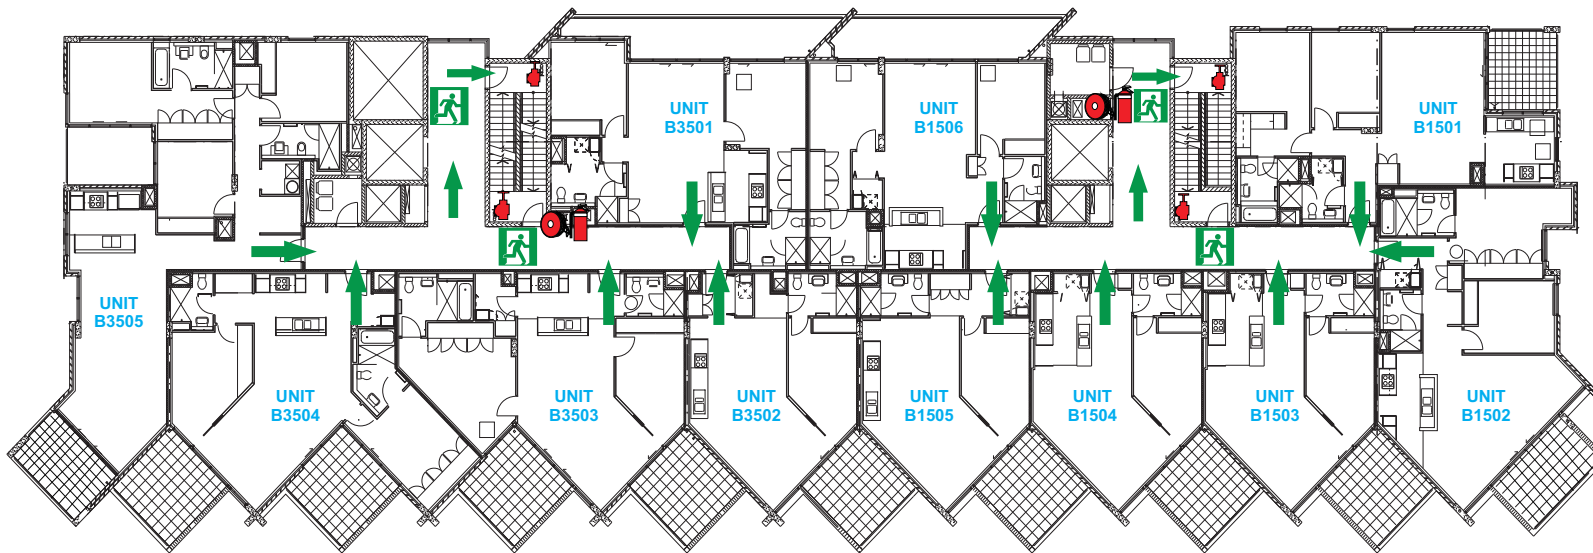 UNIT
B3501
UNIT
B1506
UNIT
B1501
UNIT
B3505
UNIT
B3504
UNIT
B3503
UNIT
B3502
UNIT
B1505
UNIT
B1504
UNIT
B1503
UNIT
B1502